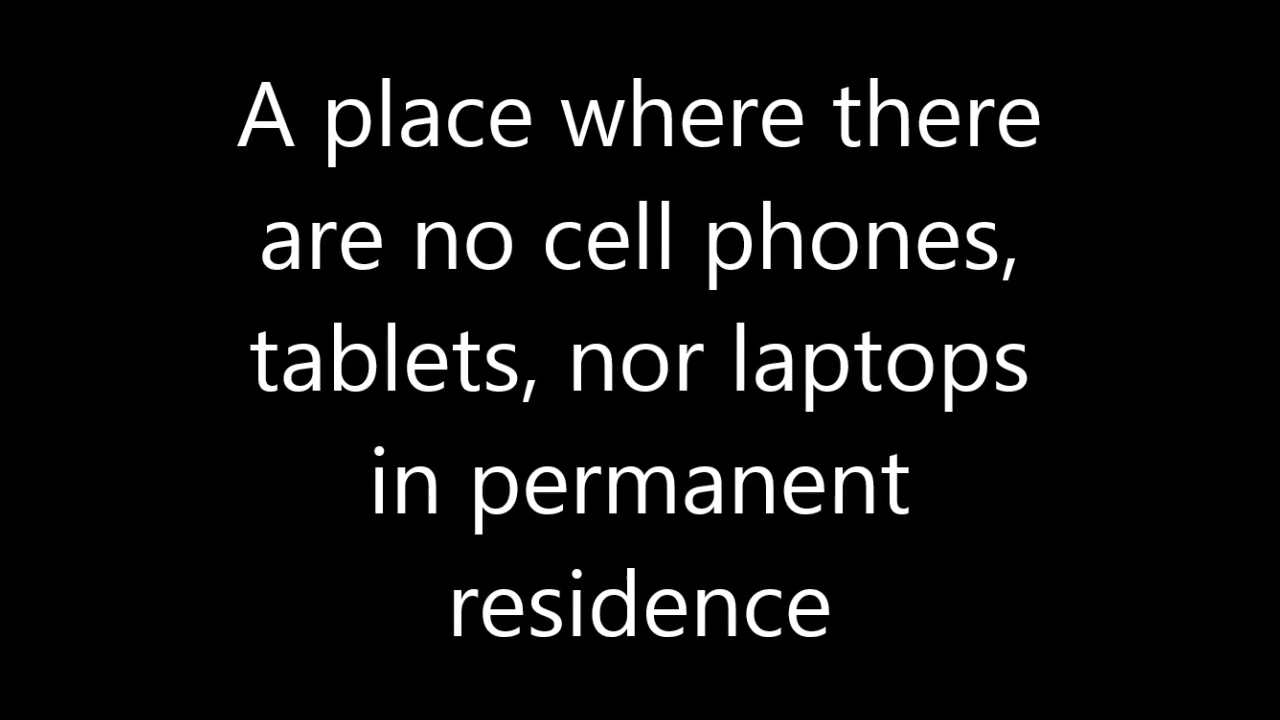 A place where there
are no cell phones,
tablets, nor laptops
in permanent
residence